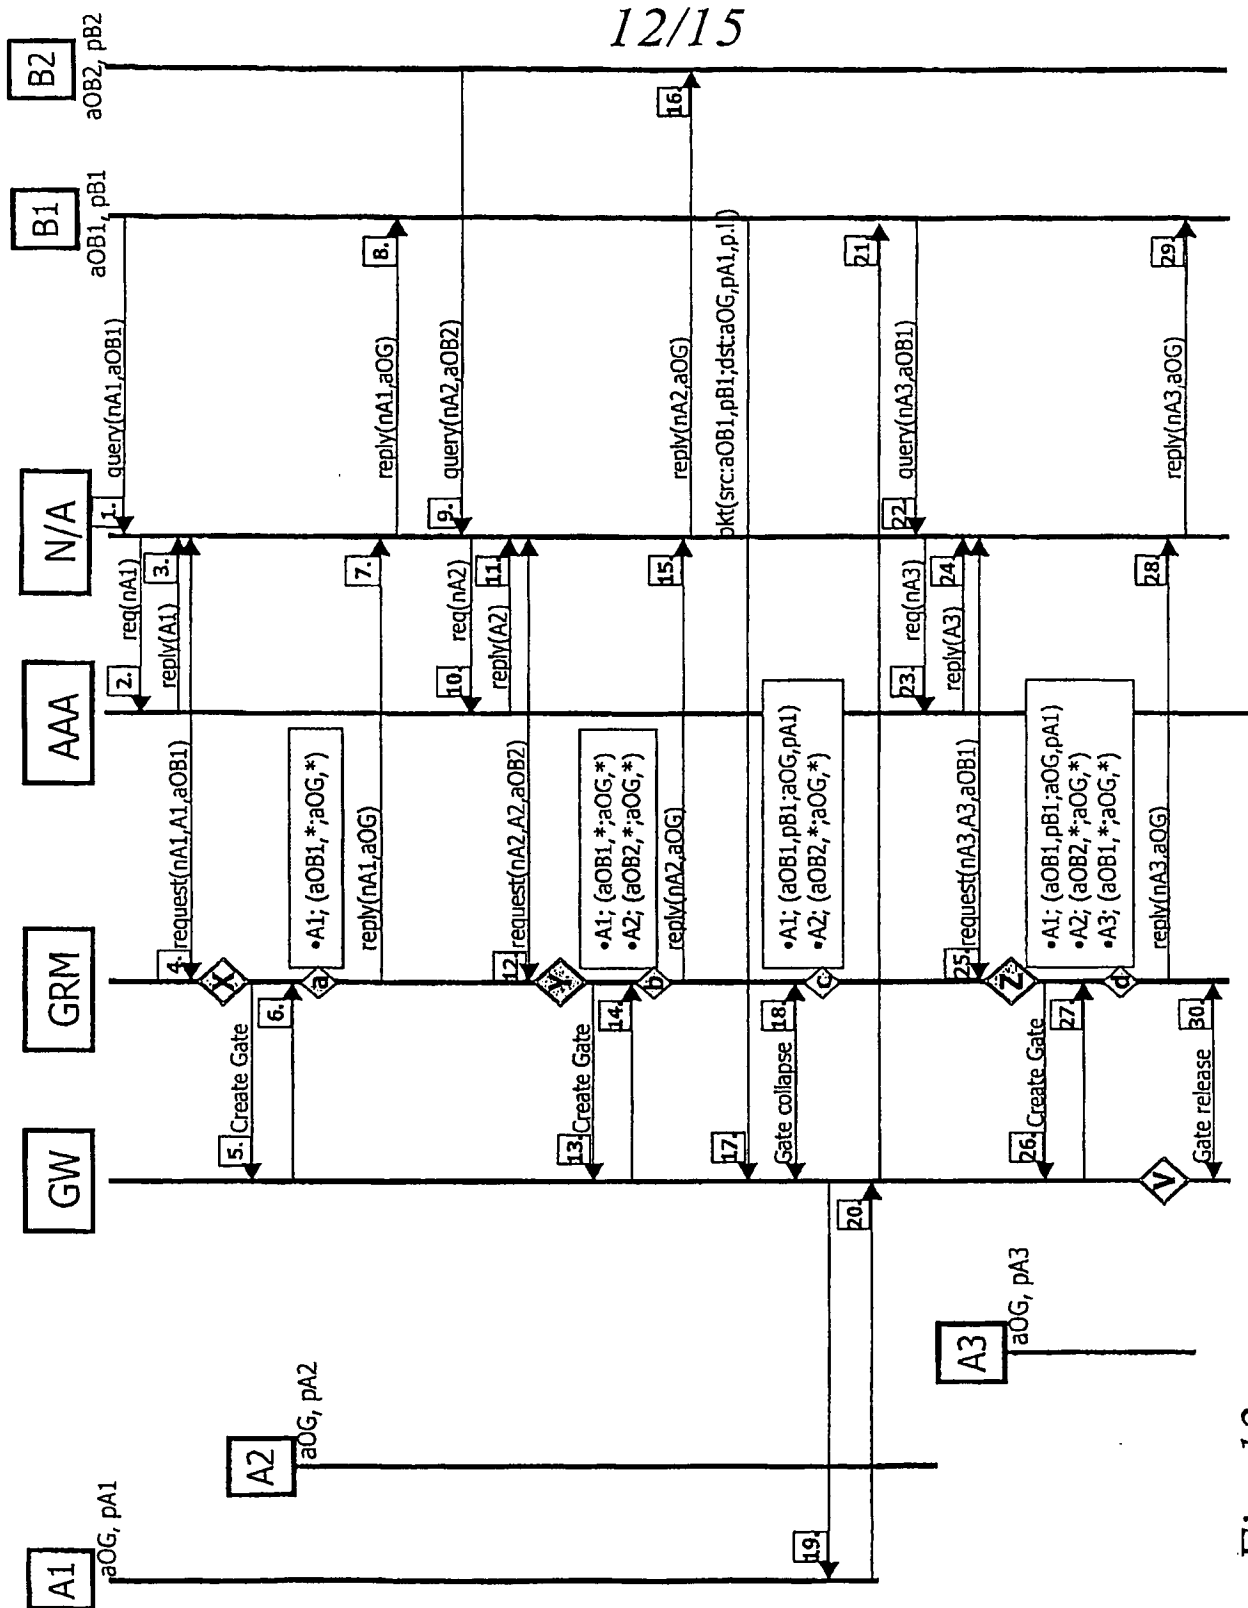 12/15
A1
aOG, pA1
A2
aOG, pA2
A3
aOG, pA3
GW
GRM
AAA
N/A
B1
aOB1, pB1
B2
aOB2, pB2
1.
query(nA1,aOB1)
2.
req(nA1)
3.
reply(A1)
4.
request(nA1,A1,aOB1)
X
5.
Create Gate
6.
a
•A1; (aOB1,*;aOG,*)
7.
reply(nA1,aOG)
8.
reply(nA1,aOG)
9.
query(nA2,aOB2)
10.
req(nA2)
11.
reply(A2)
12.
request(nA2,A2,aOB2)
Y
13.
Create Gate
14.
b
•A1; (aOB1,*;aOG,*)
•A2; (aOB2,*;aOG,*)
15.
reply(nA2,aOG)
16.
reply(nA2,aOG)
17.
pkt(src:aOB1,pB1;dst:aOG,pA1,p.I)
18.
Gate collapse
c
•A1; (aOB1,pB1;aOG,pA1)
•A2; (aOB2,*;aOG,*)
19.
20.
21
22.
query(nA3,aOB1)
23.
req(nA3)
24.
reply(A3)
25.
request(nA3,A3,aOB1)
Z
26.
Create Gate
27.
d
•A1; (aOB1,pB1;aOG,pA1)
•A2; (aOB2,*;aOG,*)
•A3; (aOB1,*;aOG,*)
28.
reply(nA3,aOG)
29.
reply(nA3,aOG)
V
30.
Gate release